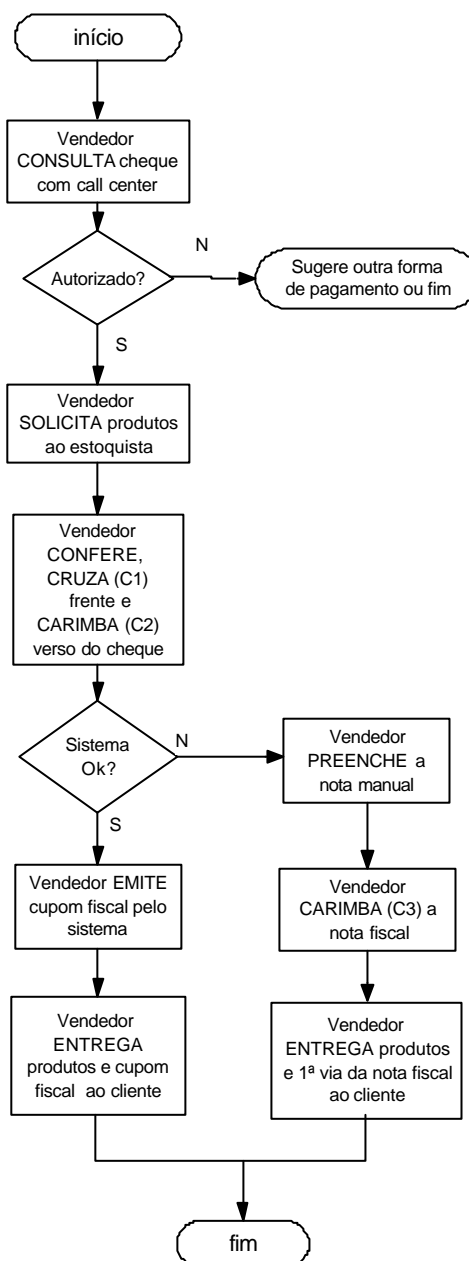 início
Vendedor
CONSULTA cheque
com call center
Autorizado?
N
Sugere outra forma
de pagamento ou fim
S
Vendedor
SOLICITA produtos
ao estoquista
Vendedor
CONFERE,
CRUZA (C1)
frente e
CARIMBA (C2)
verso do cheque
Sistema
Ok?
N
Vendedor
PREENCHE a
nota manual
S
Vendedor EMITE
cupom fiscal pelo
sistema
Vendedor
CARIMBA (C3) a
nota fiscal
Vendedor
ENTREGA
produtos e cupom
fiscal ao cliente
Vendedor
ENTREGA produtos
e 1ª via da nota fiscal
ao cliente
fim